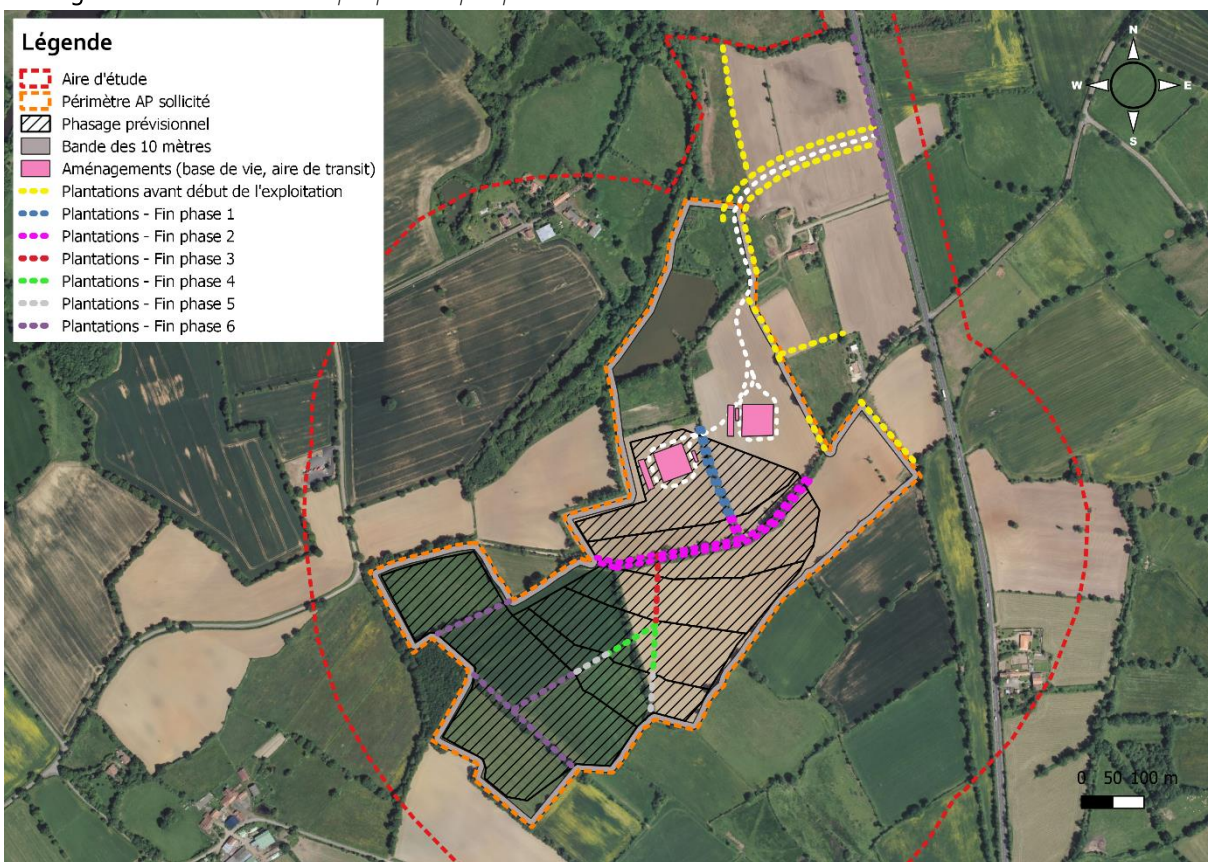 Légende
Aire d'étude
Périmètre AP sollicité
Phasage prévisionnel
Bande des 10 mètres
Aménagements (base de vie, aire de transit)
Plantations avant début de l'exploitation
Plantations - Fin phase 1
Plantations - Fin phase 2
Plantations - Fin phase 3
Plantations - Fin phase 4
Plantations - Fin phase 5
Plantations - Fin phase 6
N
W E
S
0 50 100 m